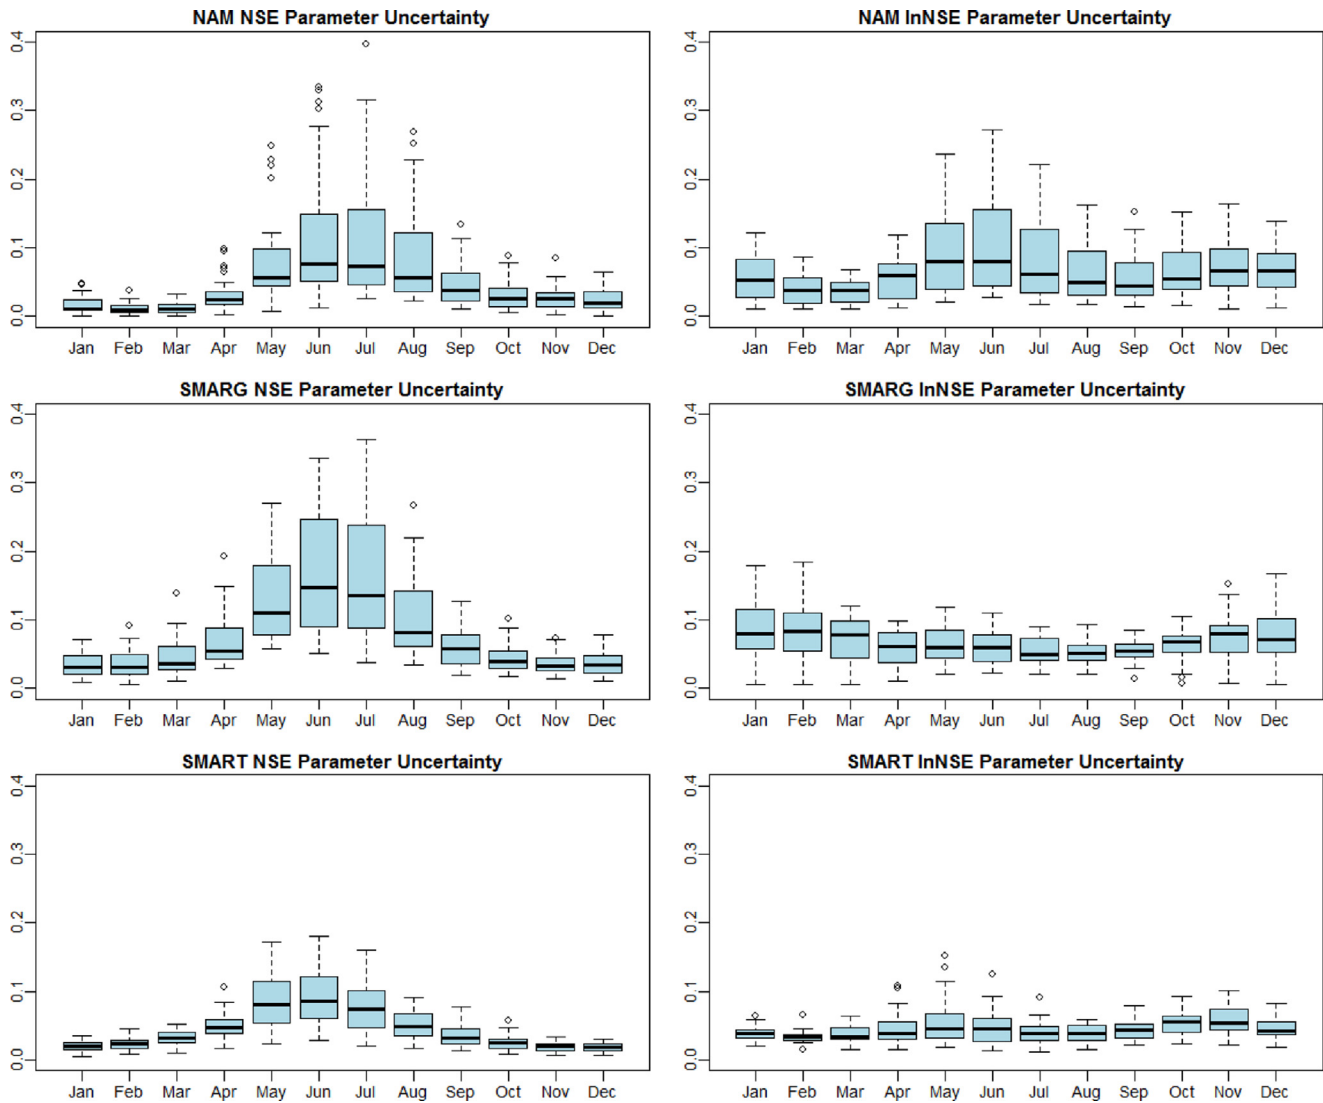 NAM NSE Parameter Uncertainty
0.4
0.3
0.2
0.1
0.0
Jan Feb Mar Apr May Jun Jul Aug Sep Oct Nov Dec
NAM lnNSE Parameter Uncertainty
0.4
0.3
0.2
0.1
0.0
Jan Feb Mar Apr May Jun Jul Aug Sep Oct Nov Dec
SMARG NSE Parameter Uncertainty
0.4
0.3
0.2
0.1
0.0
Jan Feb Mar Apr May Jun Jul Aug Sep Oct Nov Dec
SMARG lnNSE Parameter Uncertainty
0.4
0.3
0.2
0.1
0.0
Jan Feb Mar Apr May Jun Jul Aug Sep Oct Nov Dec
SMART NSE Parameter Uncertainty
0.4
0.3
0.2
0.1
0.0
Jan Feb Mar Apr May Jun Jul Aug Sep Oct Nov Dec
SMART lnNSE Parameter Uncertainty
0.4
0.3
0.2
0.1
0.0
Jan Feb Mar Apr May Jun Jul Aug Sep Oct Nov Dec